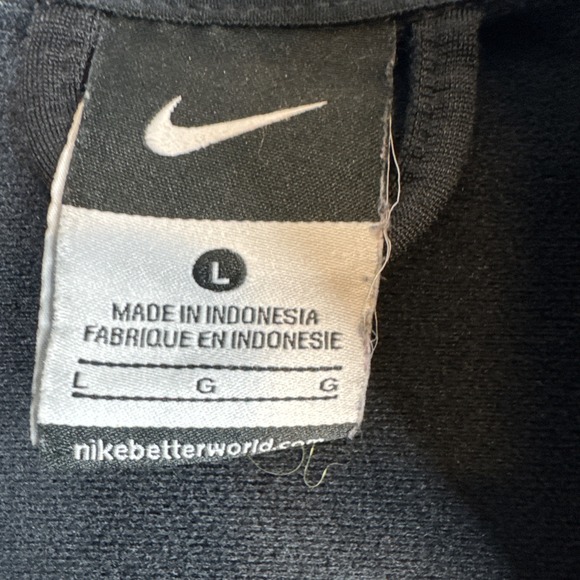 L
MADE IN INDONESIA
FABRIQUE EN INDONESIE
L G G
nikebetterworld.com